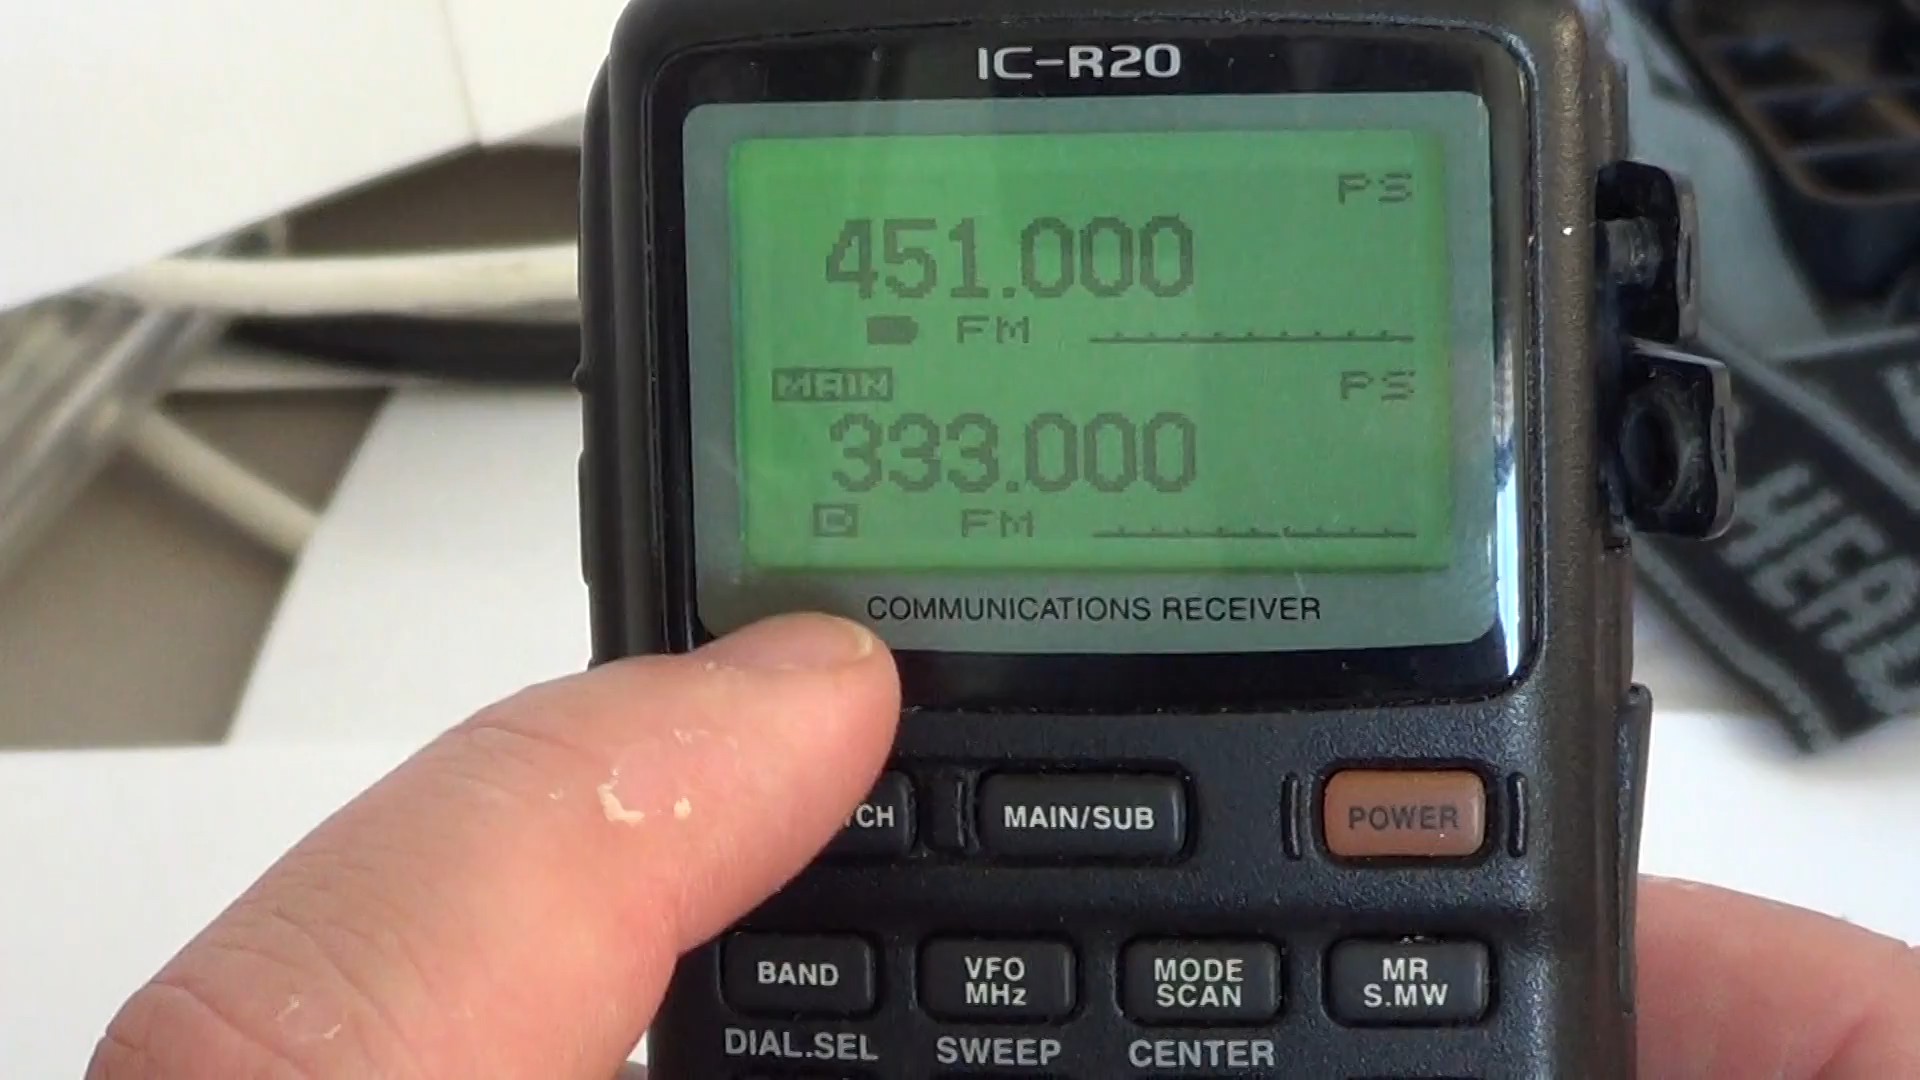 IC-R20
PS
451.000
FM
MAIN
PS
333.000
FM
COMMUNICATIONS RECEIVER
MAIN/SUB
POWER
BAND
VFO
MHz
MODE
SCAN
MR
S.MW
DIAL.SEL
SWEEP
CENTER